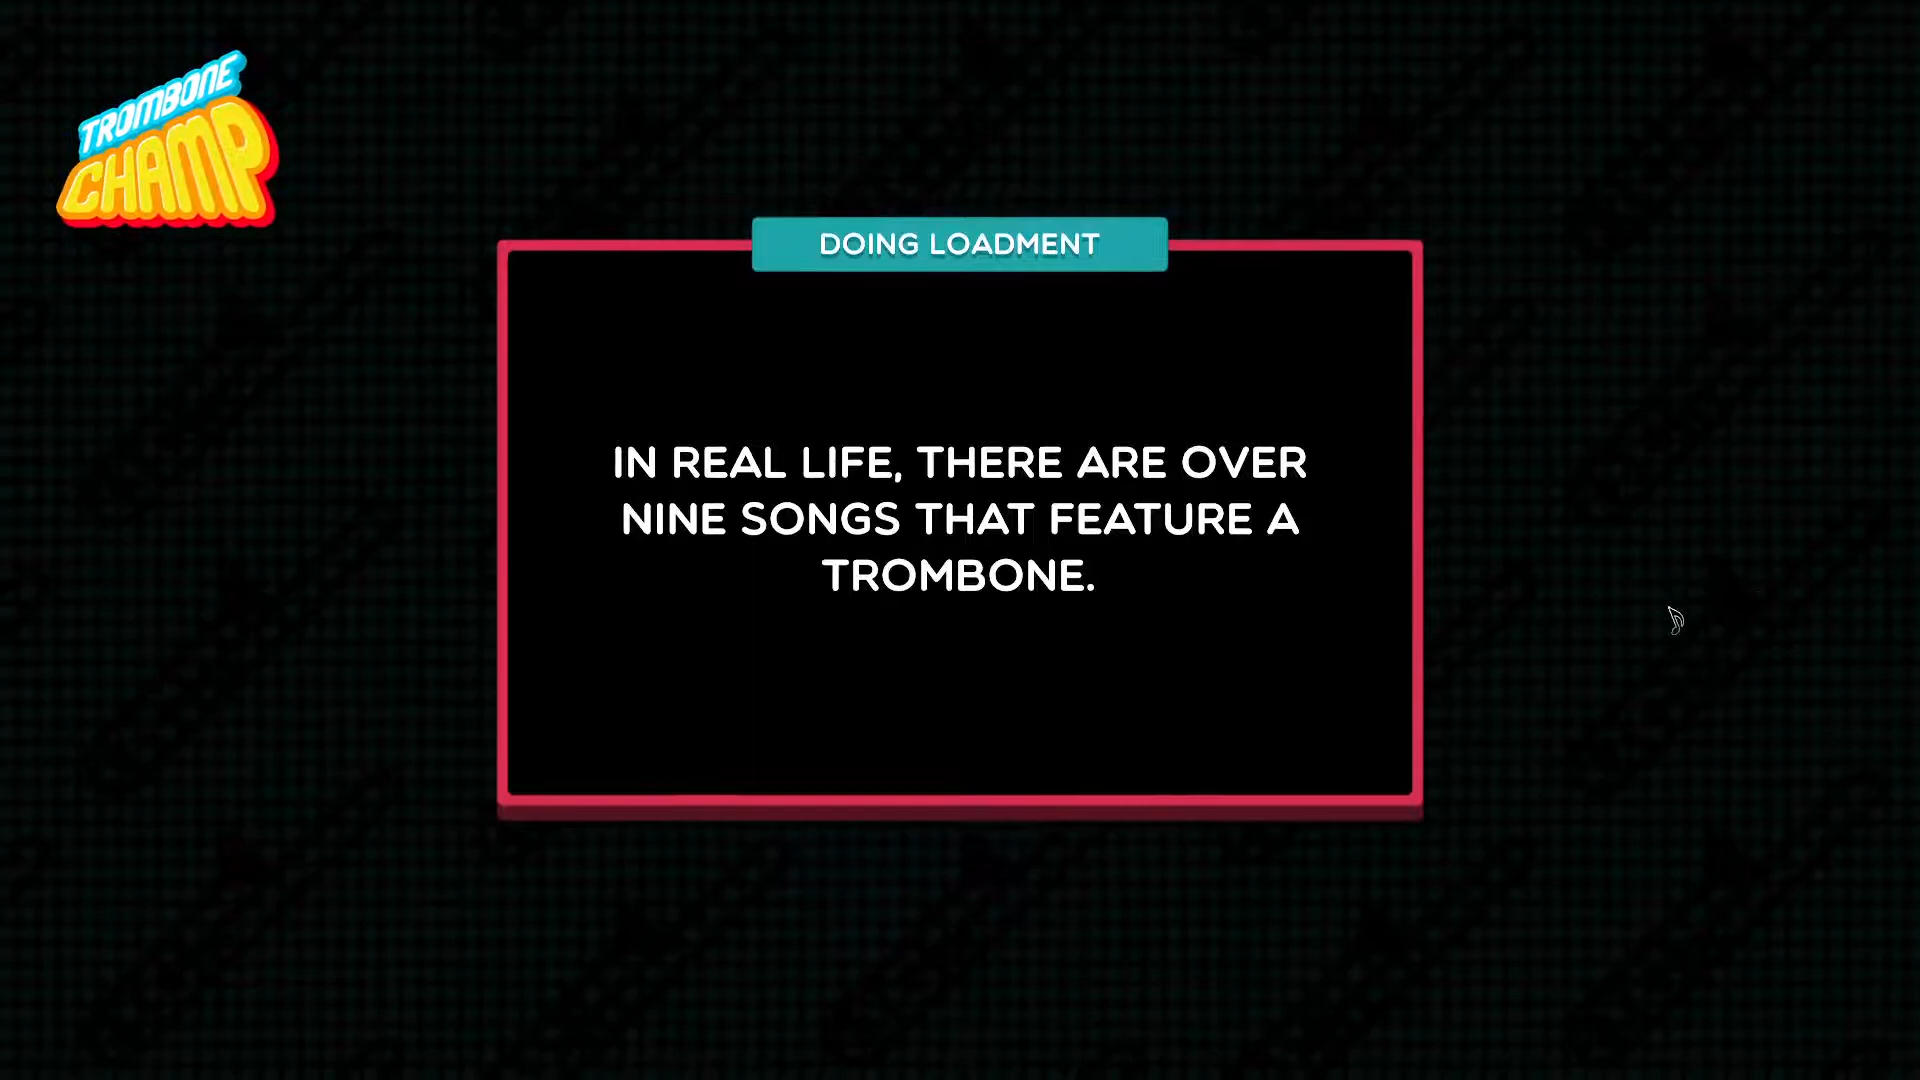 TROMBONE
CHAMP
DOING LOADMENT
IN REAL LIFE, THERE ARE OVER
NINE SONGS THAT FEATURE A
TROMBONE.